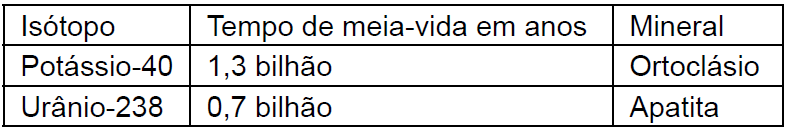 Isótopo Tempo de meia-vida em anos Mineral
Potássio-40 1,3 bilhão Ortoclásio
Urânio-238 0,7 bilhão Apatita